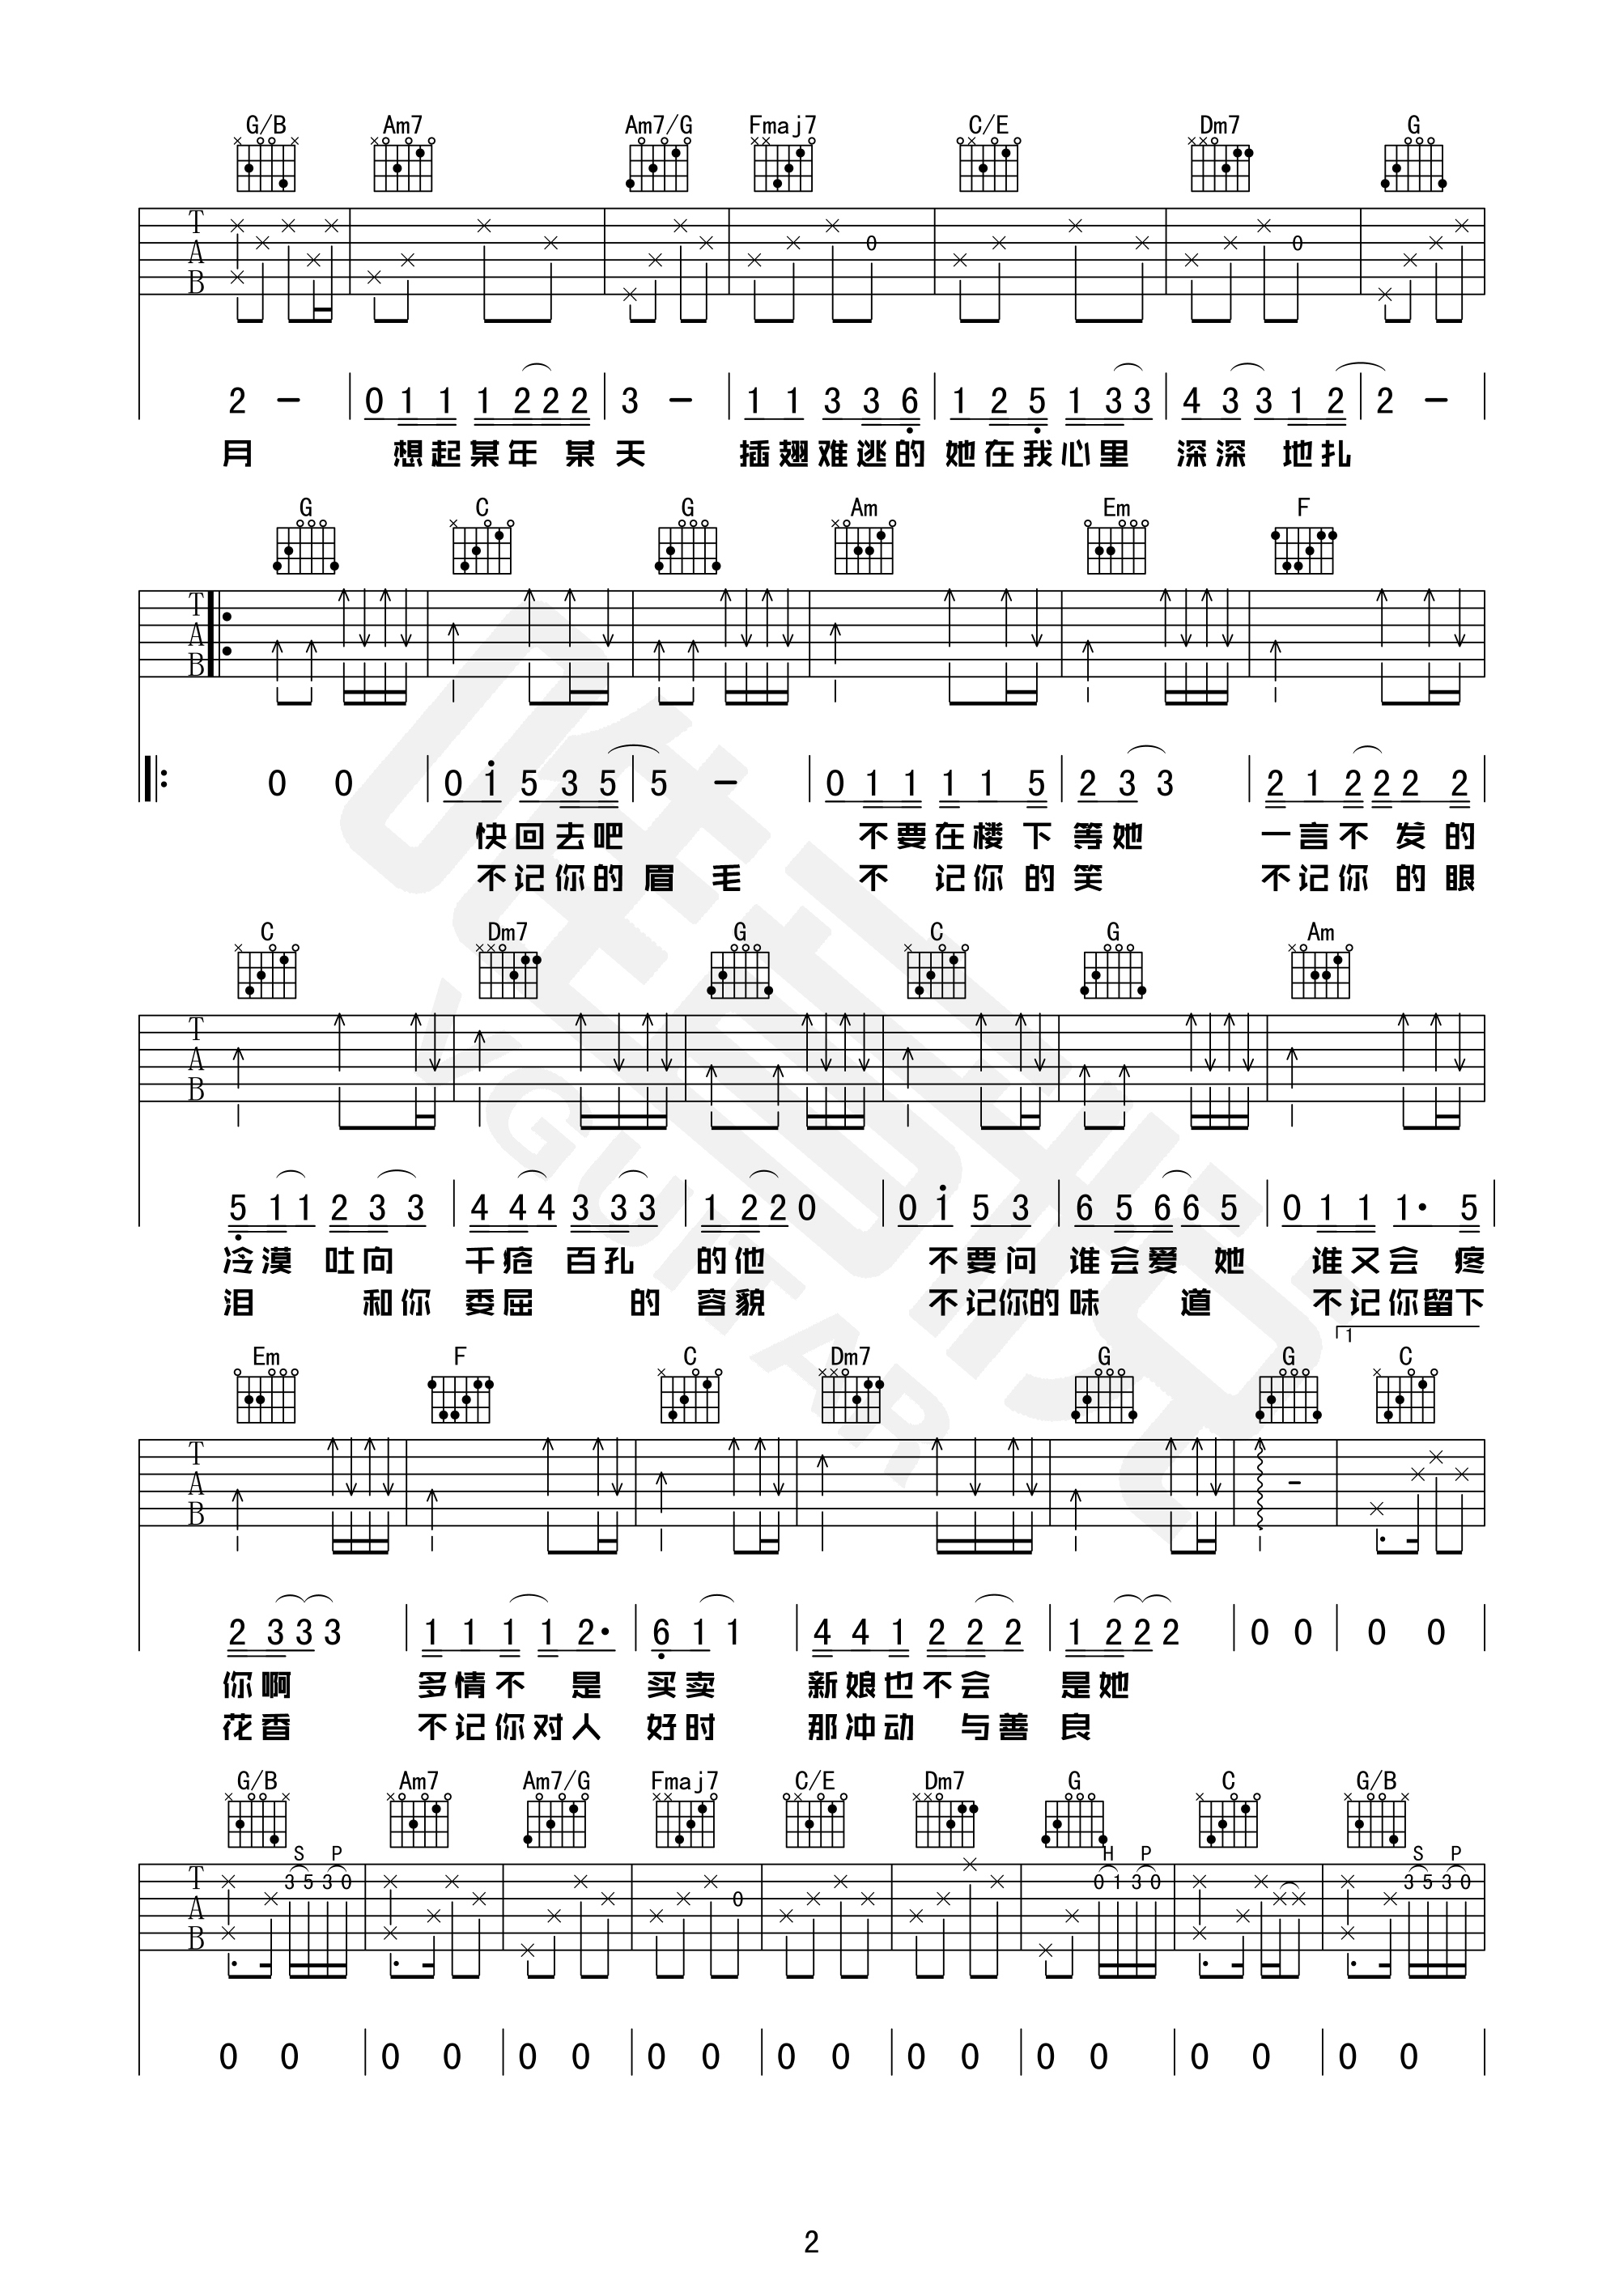 G/B Am7 Am7/G Fmaj7 C/E Dm7 G
T A B 0 0
2 - | 0 1 1 1 2 2 2 | 3 - | 1 1 3 3 6 | 1 2 5 1 3 3 | 4 3 3 1 2 | 2 - |
月 想起某年 某天 插翅难逃的 她在我心里 深深 地扎
G C G Am Em F
T A B
0 0 | 0 1 5 3 5 | 5 - | 0 1 1 1 1 5 | 2 3 3 | 2 1 2 2 2 2 |
快回去吧 不要在楼下 等她 一言不 发的
不记你的眉 毛 不 记你 的笑 不记你 的眼
C Dm7 G C G Am
T A B
5 1 1 2 3 3 | 4 4 4 3 3 3 | 1 2 2 0 | 0 1 5 3 | 6 5 6 6 5 | 0 1 1 1· 5 |
冷漠 吐向 千疮 百孔 的他 不要问 谁会爱 她 谁又会 疼
泪 和你 委屈 的 容貌 不记你的味 道 不记你留下
1
Em F C Dm7 G G C
T A B -
2 3 3 3 | 1 1 1 1 2· | 6 1 1 | 4 4 1 2 2 2 | 1 2 2 2 | 0 0 | 0 0 |
你啊 多情不 是 买卖 新娘也不会 是她
花香 不记你对人 好时 那冲动 与善良
G/B Am7 Am7/G Fmaj7 C/E Dm7 G C G/B
S P H P S P
T A B 3 5 3 0 0 0 1 3 0 3 5 3 0
0 0 | 0 0 | 0 0 | 0 0 | 0 0 | 0 0 | 0 0 | 0 0 | 0 0 |
VGUITAR
2